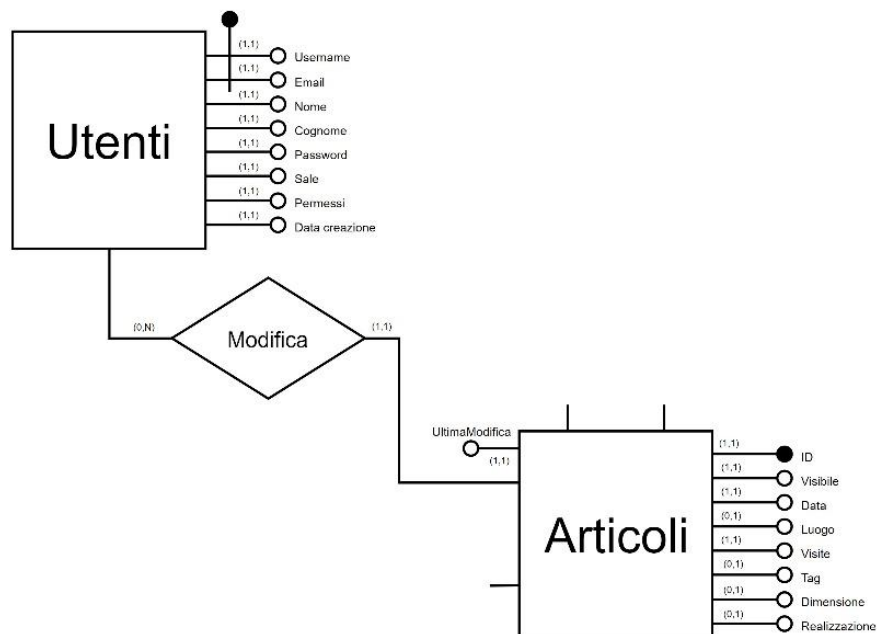 Utenti
(1,1) Username
(1,1) Email
(1,1) Nome
(1,1) Cognome
(1,1) Password
(1,1) Sale
(1,1) Permessi
(1,1) Data creazione
(0,N) Modifica (1,1)
UltimaModifica
(1,1)
Articoli
(1,1) ID
(1,1) Visibile
(1,1) Data
(0,1) Luogo
(1,1) Visite
(0,1) Tag
(0,1) Dimensione
(0,1) Realizzazione